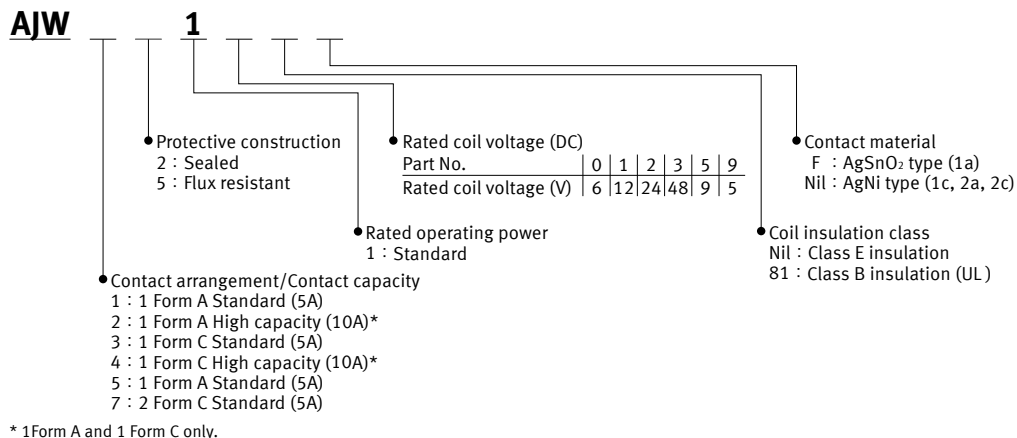 AJW 1
Protective construction
2 : Sealed
5 : Flux resistant
Rated coil voltage (DC)
Part No. 0 1 2 3 5 9
Rated coil voltage (V) 6 12 24 48 9 5
Contact material
F : AgSnO₂ type (1a)
Nil : AgNi type (1c, 2a, 2c)
Rated operating power
1 : Standard
Coil insulation class
Nil : Class E insulation
81 : Class B insulation (UL)
Contact arrangement/Contact capacity
1 : 1 Form A Standard (5A)
2 : 1 Form A High capacity (10A)*
3 : 1 Form C Standard (5A)
4 : 1 Form C High capacity (10A)*
5 : 1 Form A Standard (5A)
7 : 2 Form C Standard (5A)
* 1Form A and 1 Form C only.